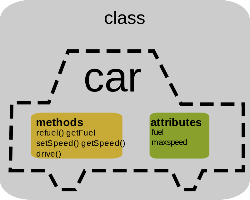 class
car
methods
refuel() getFuel
setSpeed() getSpeed()
drive()
attributes
fuel
maxspeed